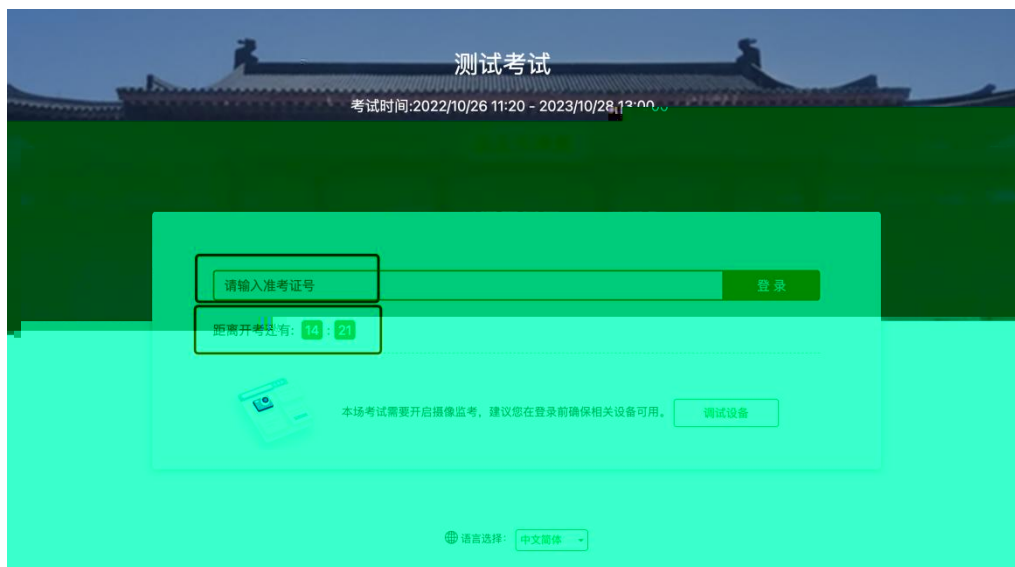 测试考试
考试时间:2022/10/26 11:20 - 2023/10/28 13:00
请输入准考证号
登 录
距离开考还有: 14 : 21
本场考试需要开启摄像监考，建议您在登录前确保相关设备可用。 调试设备
语言选择: 中文简体